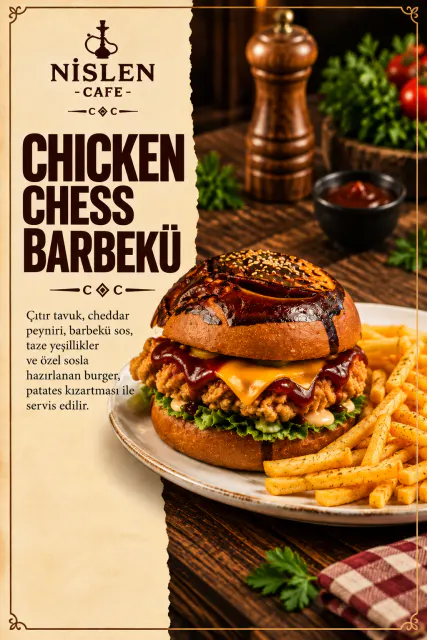 NİSLEN
- CAFE -
C C
CHICKEN
CHESS
BARBEKÜ
C C
Çıtır tavuk, cheddar
peyniri, barbekü sos,
taze yeşillikler
ve özel sosla
hazırlanan burger,
patates kızartması ile
servis edilir.